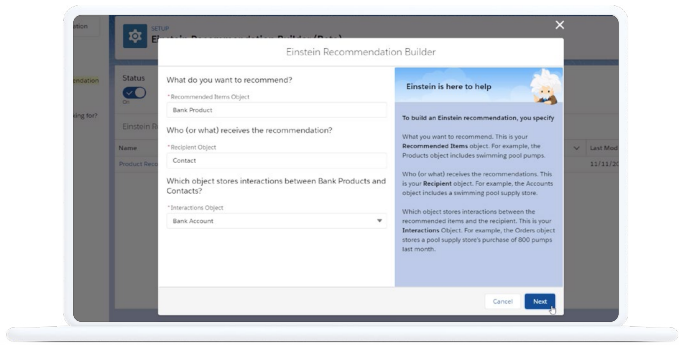 SETUP
Einstein Recommendation Builder
What do you want to recommend?
*Recommended Items Object
Bank Product
Who (or what) receives the recommendation?
*Recipient Object
Contact
Which object stores interactions between Bank Products and
Contacts?
*Interactions Object
Bank Account
Einstein is here to help
To build an Einstein recommendation, you specify
What you want to recommend. This is your
Recommended Items object. For example, the
Products object includes swimming pool pumps.
Who (or what) receives the recommendations. This
is your Recipient object. For example, the Accounts
object includes a swimming pool supply store.
Which object stores interactions between the
recommended items and the recipient. This is your
Interactions Object. For example, the Orders object
stores a pool supply store's purchase of 800 pumps
last month.
Cancel
Next
Status
On
Name
Last Mod
Product Reco
11/11/20